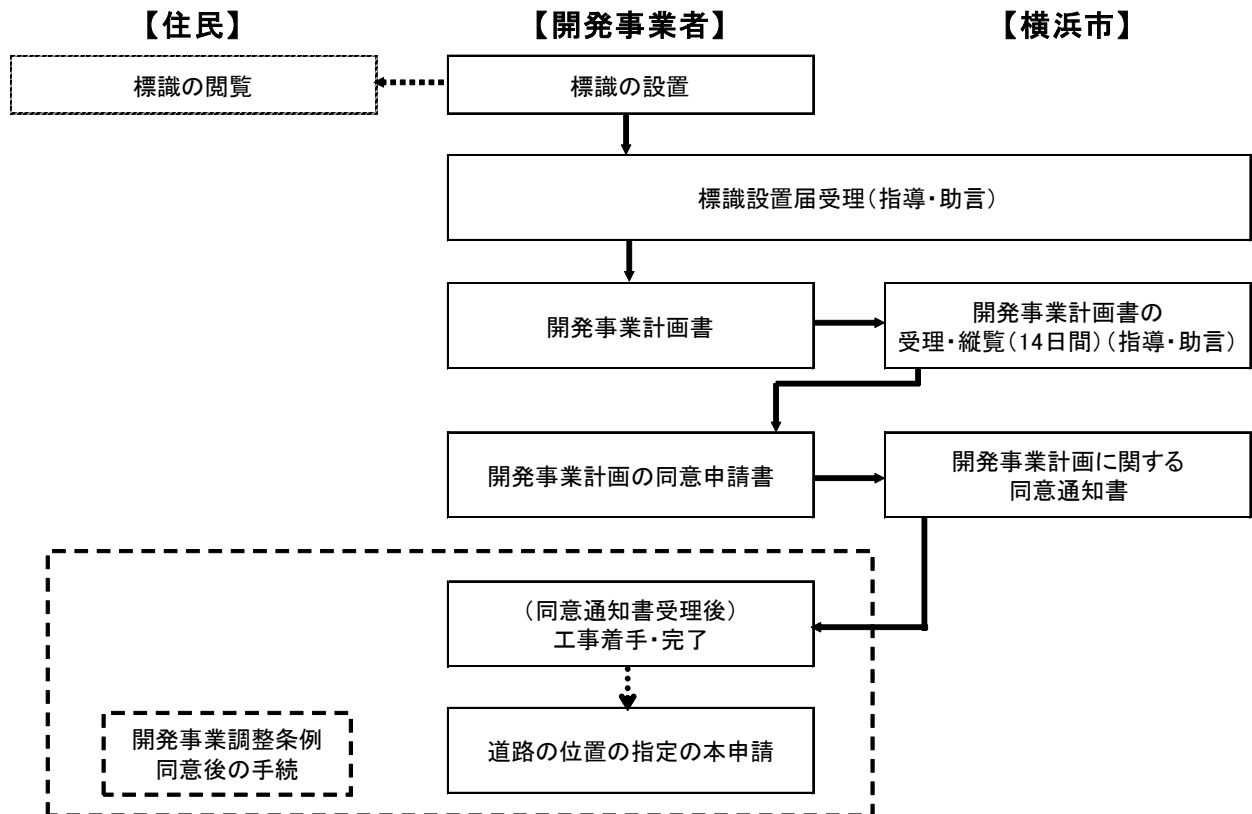 【住民】
【開発事業者】
【横浜市】
標識の閲覧
標識の設置
標識設置届受理(指導・助言)
開発事業計画書
開発事業計画書の
受理・縦覧(14日間)(指導・助言)
開発事業計画の同意申請書
開発事業計画に関する
同意通知書
(同意通知書受理後)
工事着手・完了
開発事業調整条例
同意後の手続
道路の位置の指定の本申請